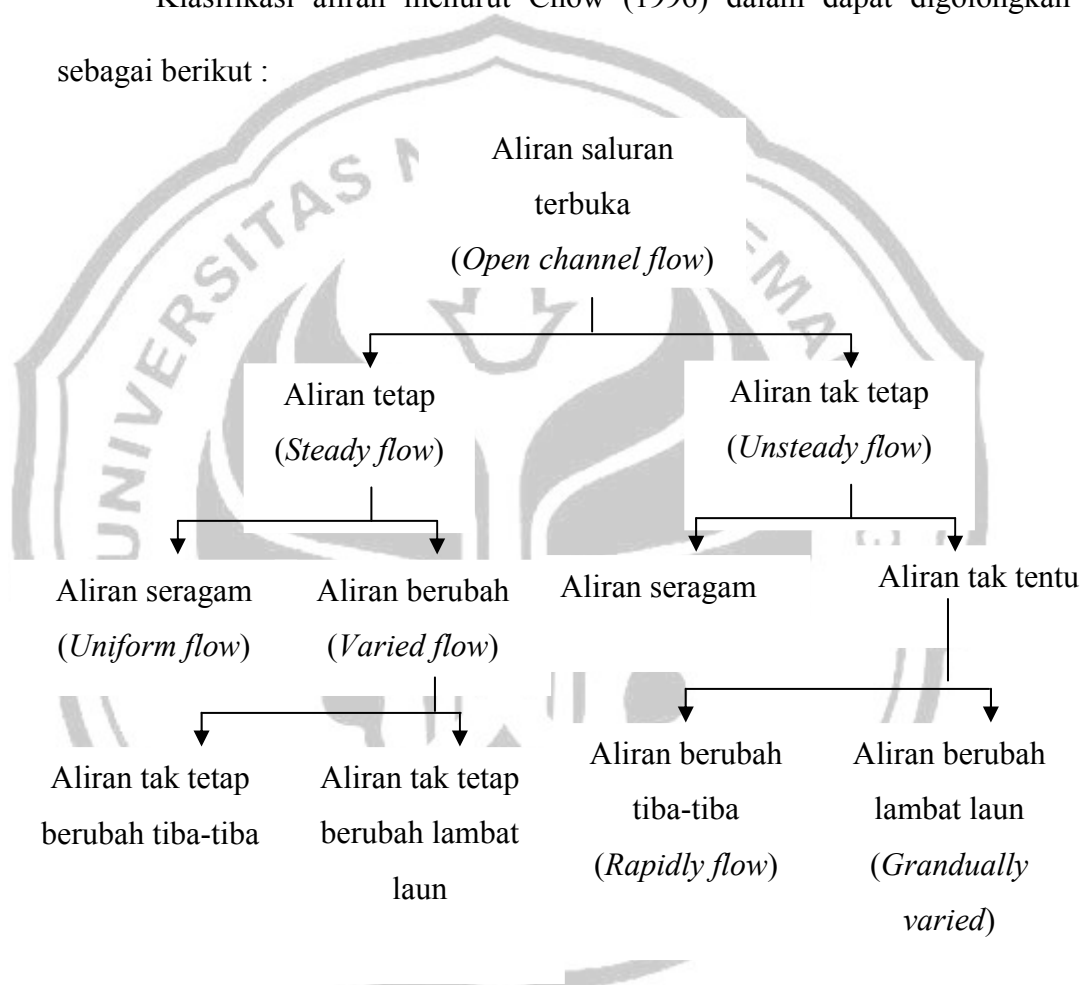 Klasifikasi aliran menurut Chow (1996) dalam dapat digolongkan
sebagai berikut :
Aliran saluran
terbuka
(Open channel flow)
Aliran tetap
(Steady flow)
Aliran tak tetap
(Unsteady flow)
Aliran seragam
(Uniform flow)
Aliran berubah
(Varied flow)
Aliran seragam
Aliran tak tentu
Aliran tak tetap
berubah tiba-tiba
Aliran tak tetap
berubah lambat
laun
Aliran berubah
tiba-tiba
(Rapidly flow)
Aliran berubah
lambat laun
(Grandually
varied)
UNIVERSITAS